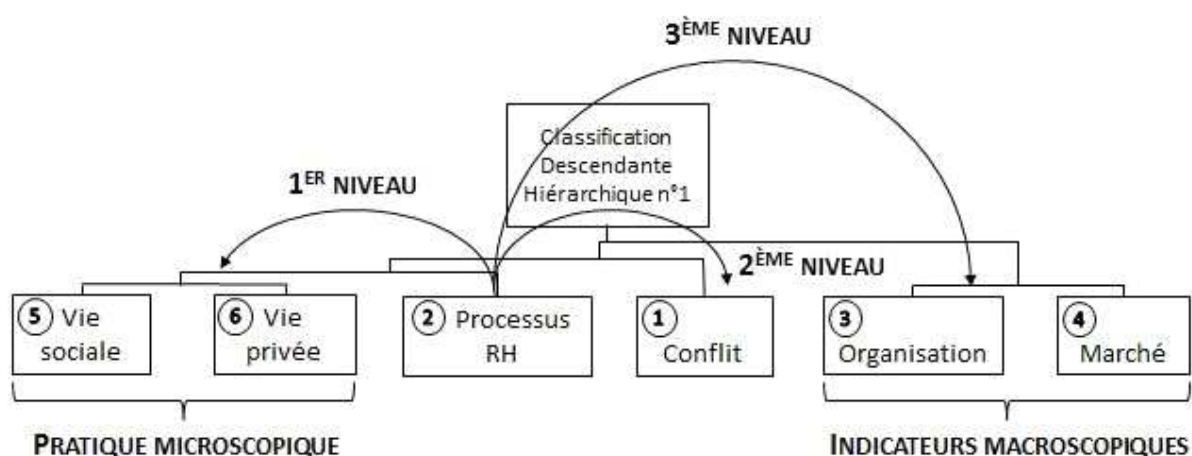 3ÈME NIVEAU
Classification
Descendante
Hiérarchique n°1
1ER NIVEAU
2ÈME NIVEAU
5 Vie
sociale
6 Vie
privée
2 Processus
RH
1
Conflit
3
Organisation
4
Marché
PRATIQUE MICROSCOPIQUE
INDICATEURS MACROSCOPIQUES